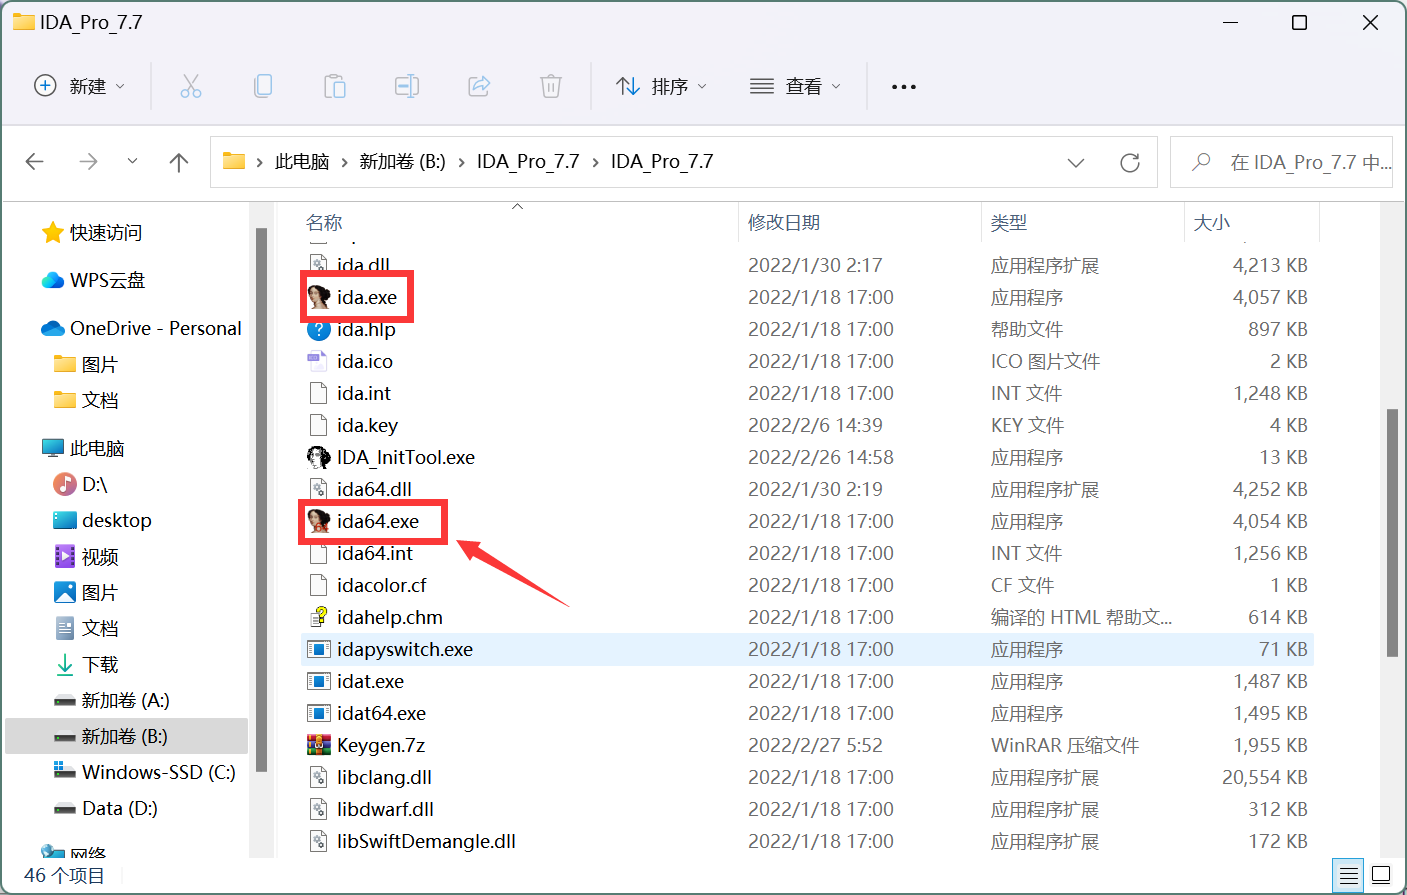 IDA_Pro_7.7
新建 排序 查看
此电脑 › 新加卷 (B:) › IDA_Pro_7.7 › IDA_Pro_7.7
在 IDA_Pro_7.7 中...
快速访问
WPS云盘
OneDrive - Personal
图片
文档
此电脑
D:\
desktop
视频
图片
文档
下载
新加卷 (A:)
新加卷 (B:)
Windows-SSD (C:)
Data (D:)
网络
名称 修改日期 类型 大小
ida.dll 2022/1/30 2:17 应用程序扩展 4,213 KB
ida.exe 2022/1/18 17:00 应用程序 4,057 KB
ida.hlp 2022/1/18 17:00 帮助文件 897 KB
ida.ico 2022/1/18 17:00 ICO 图片文件 2 KB
ida.int 2022/1/18 17:00 INT 文件 1,248 KB
ida.key 2022/2/6 14:39 KEY 文件 4 KB
IDA_InitTool.exe 2022/2/26 14:58 应用程序 13 KB
ida64.dll 2022/1/30 2:19 应用程序扩展 4,252 KB
ida64.exe 2022/1/18 17:00 应用程序 4,054 KB
ida64.int 2022/1/18 17:00 INT 文件 1,256 KB
idacolor.cf 2022/1/18 17:00 CF 文件 1 KB
idahelp.chm 2022/1/18 17:00 编译的 HTML 帮助文... 614 KB
idapyswitch.exe 2022/1/18 17:00 应用程序 71 KB
idat.exe 2022/1/18 17:00 应用程序 1,487 KB
idat64.exe 2022/1/18 17:00 应用程序 1,495 KB
Keygen.7z 2022/2/27 5:52 WinRAR 压缩文件 1,955 KB
libclang.dll 2022/1/18 17:00 应用程序扩展 20,554 KB
libdwarf.dll 2022/1/18 17:00 应用程序扩展 312 KB
libSwiftDemangle.dll 2022/1/18 17:00 应用程序扩展 172 KB
46 个项目